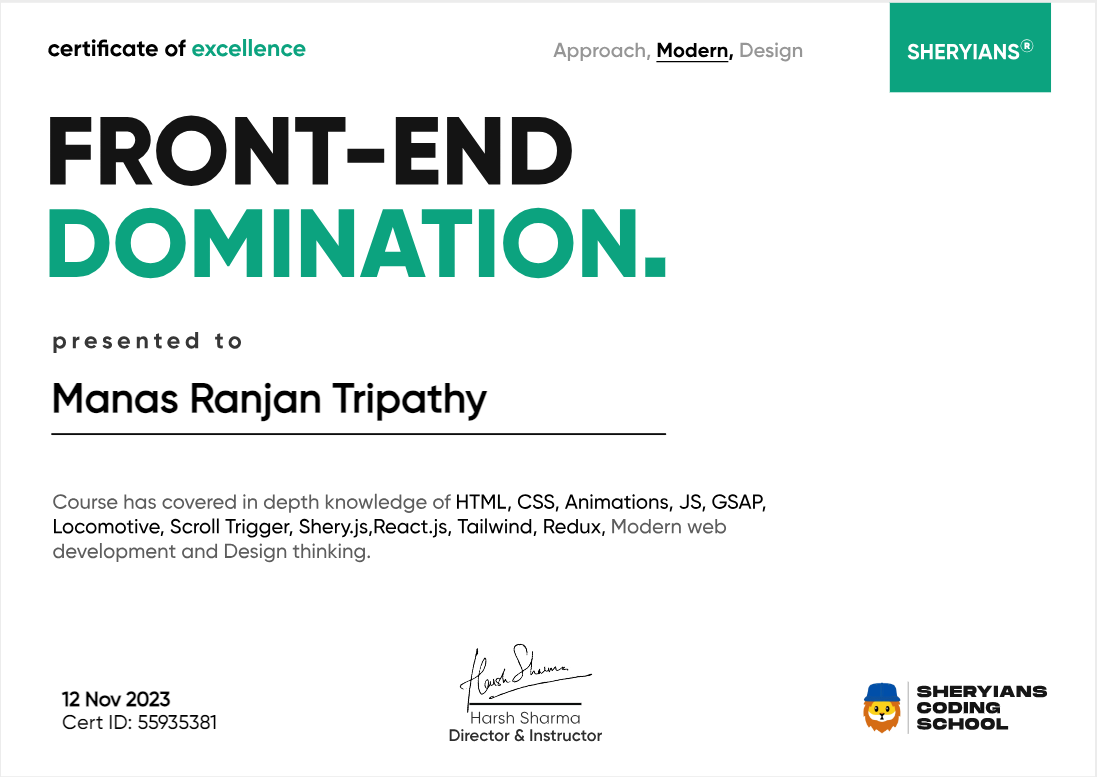 certificate of excellence
Approach, Modern, Design
SHERYIANS®
FRONT-END
DOMINATION.
presented to
Manas Ranjan Tripathy
Course has covered in depth knowledge of HTML, CSS, Animations, JS, GSAP,
Locomotive, Scroll Trigger, Shery.js,React.js, Tailwind, Redux, Modern web
development and Design thinking.
Harsh Sharma
12 Nov 2023
Cert ID: 55935381
Harsh Sharma
Director & Instructor
SHERYIANS
CODING
SCHOOL